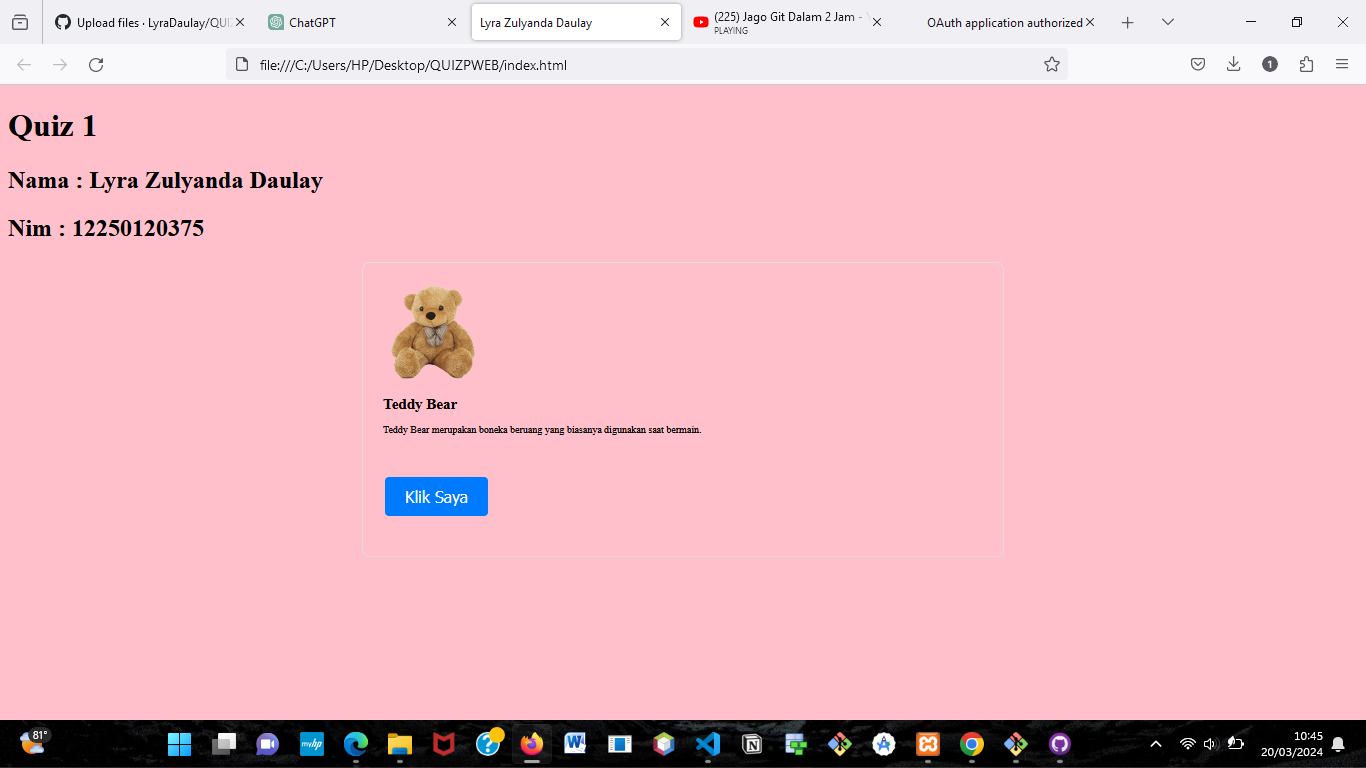 Upload files · LyraDaulay/QUI
ChatGPT
Lyra Zulyanda Daulay
(225) Jago Git Dalam 2 Jam -
PLAYING
OAuth application authorized
file:///C:/Users/HP/Desktop/QUIZPWEB/index.html
1
Quiz 1
Nama : Lyra Zulyanda Daulay
Nim : 12250120375
Teddy Bear
Teddy Bear merupakan boneka beruang yang biasanya digunakan saat bermain.
Klik Saya
81°
myhp
10:45
20/03/2024